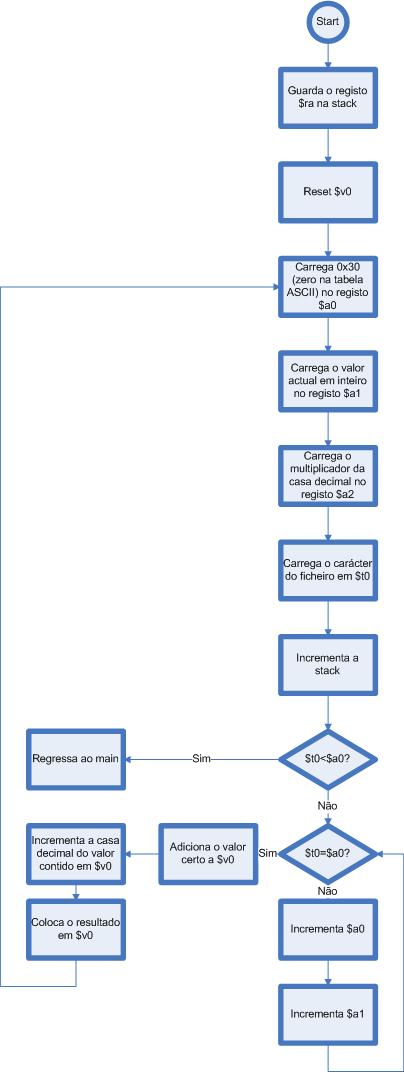 Start
Guarda o registo
$ra na stack
Reset $v0
Carrega 0x30
(zero na tabela
ASCII) no registo
$a0
Carrega o valor
actual em inteiro
no registo $a1
Carrega o
multiplicador da
casa decimal no
registo $a2
Carrega o carácter
do ficheiro em $t0
Incrementa a
stack
$t0<$a0?
Sim
Regressa ao main
Não
$t0=$a0?
Sim
Adiciona o valor
certo a $v0
Incrementa a casa
decimal do valor
contido em $v0
Coloca o resultado
em $v0
Não
Incrementa $a0
Incrementa $a1